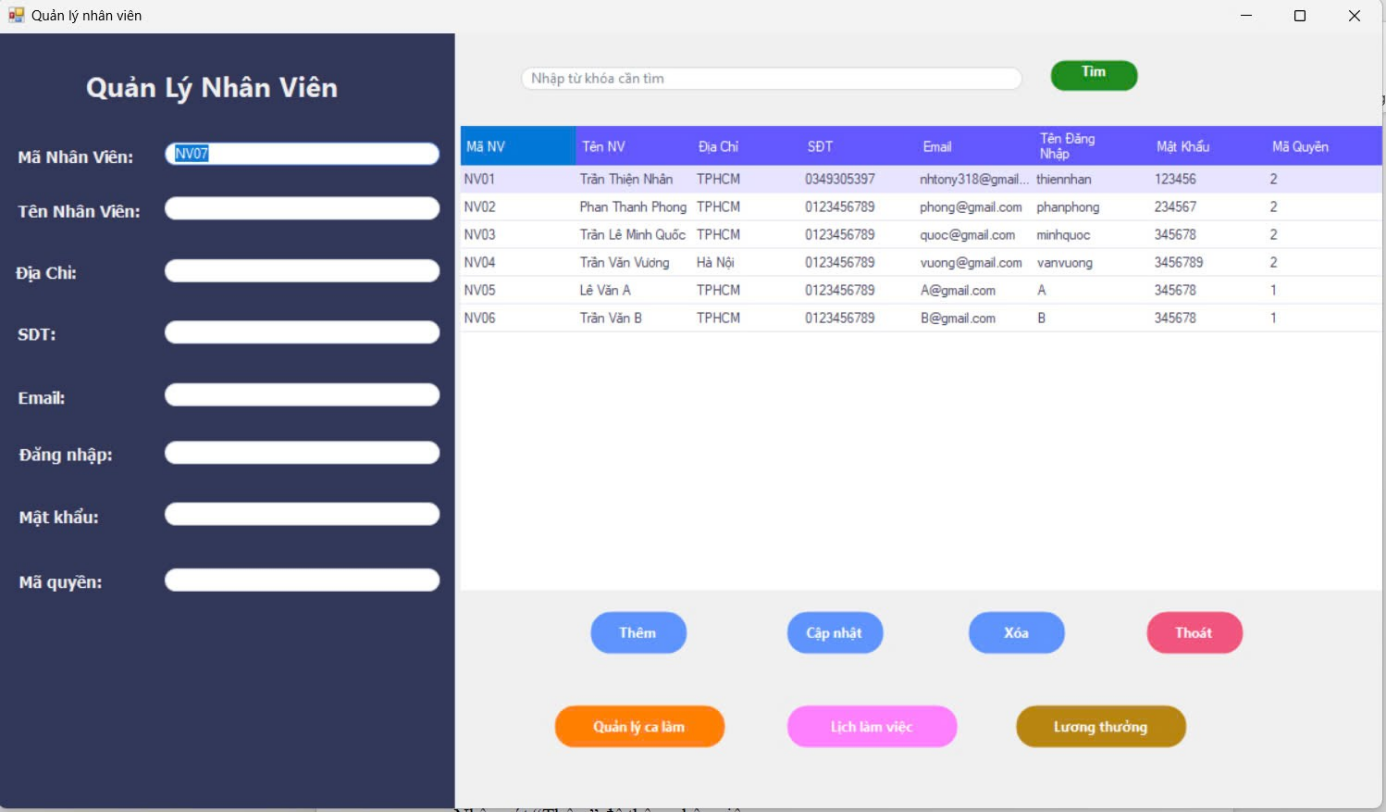 Quản lý nhân viên
Quản Lý Nhân Viên
Mã Nhân Viên: NV07
Tên Nhân Viên:
Địa Chỉ:
SDT:
Email:
Đăng nhập:
Mật khẩu:
Mã quyền:
Nhập từ khóa cần tìm
Tìm
Mã NV Tên NV Địa Chỉ SĐT Email Tên Đăng Nhập Mật Khẩu Mã Quyền
NV01 Trần Thiện Nhân TPHCM 0349305397 nhtony318@gmail... thiennhan 123456 2
NV02 Phan Thanh Phong TPHCM 0123456789 phong@gmail.com phanphong 234567 2
NV03 Trần Lê Minh Quốc TPHCM 0123456789 quoc@gmail.com minhquoc 345678 2
NV04 Trần Văn Vương Hà Nội 0123456789 vuong@gmail.com vanvuong 3456789 2
NV05 Lê Văn A TPHCM 0123456789 A@gmail.com A 345678 1
NV06 Trần Văn B TPHCM 0123456789 B@gmail.com B 345678 1
Thêm Cập nhật Xóa Thoát
Quản lý ca làm Lịch làm việc Lương thưởng